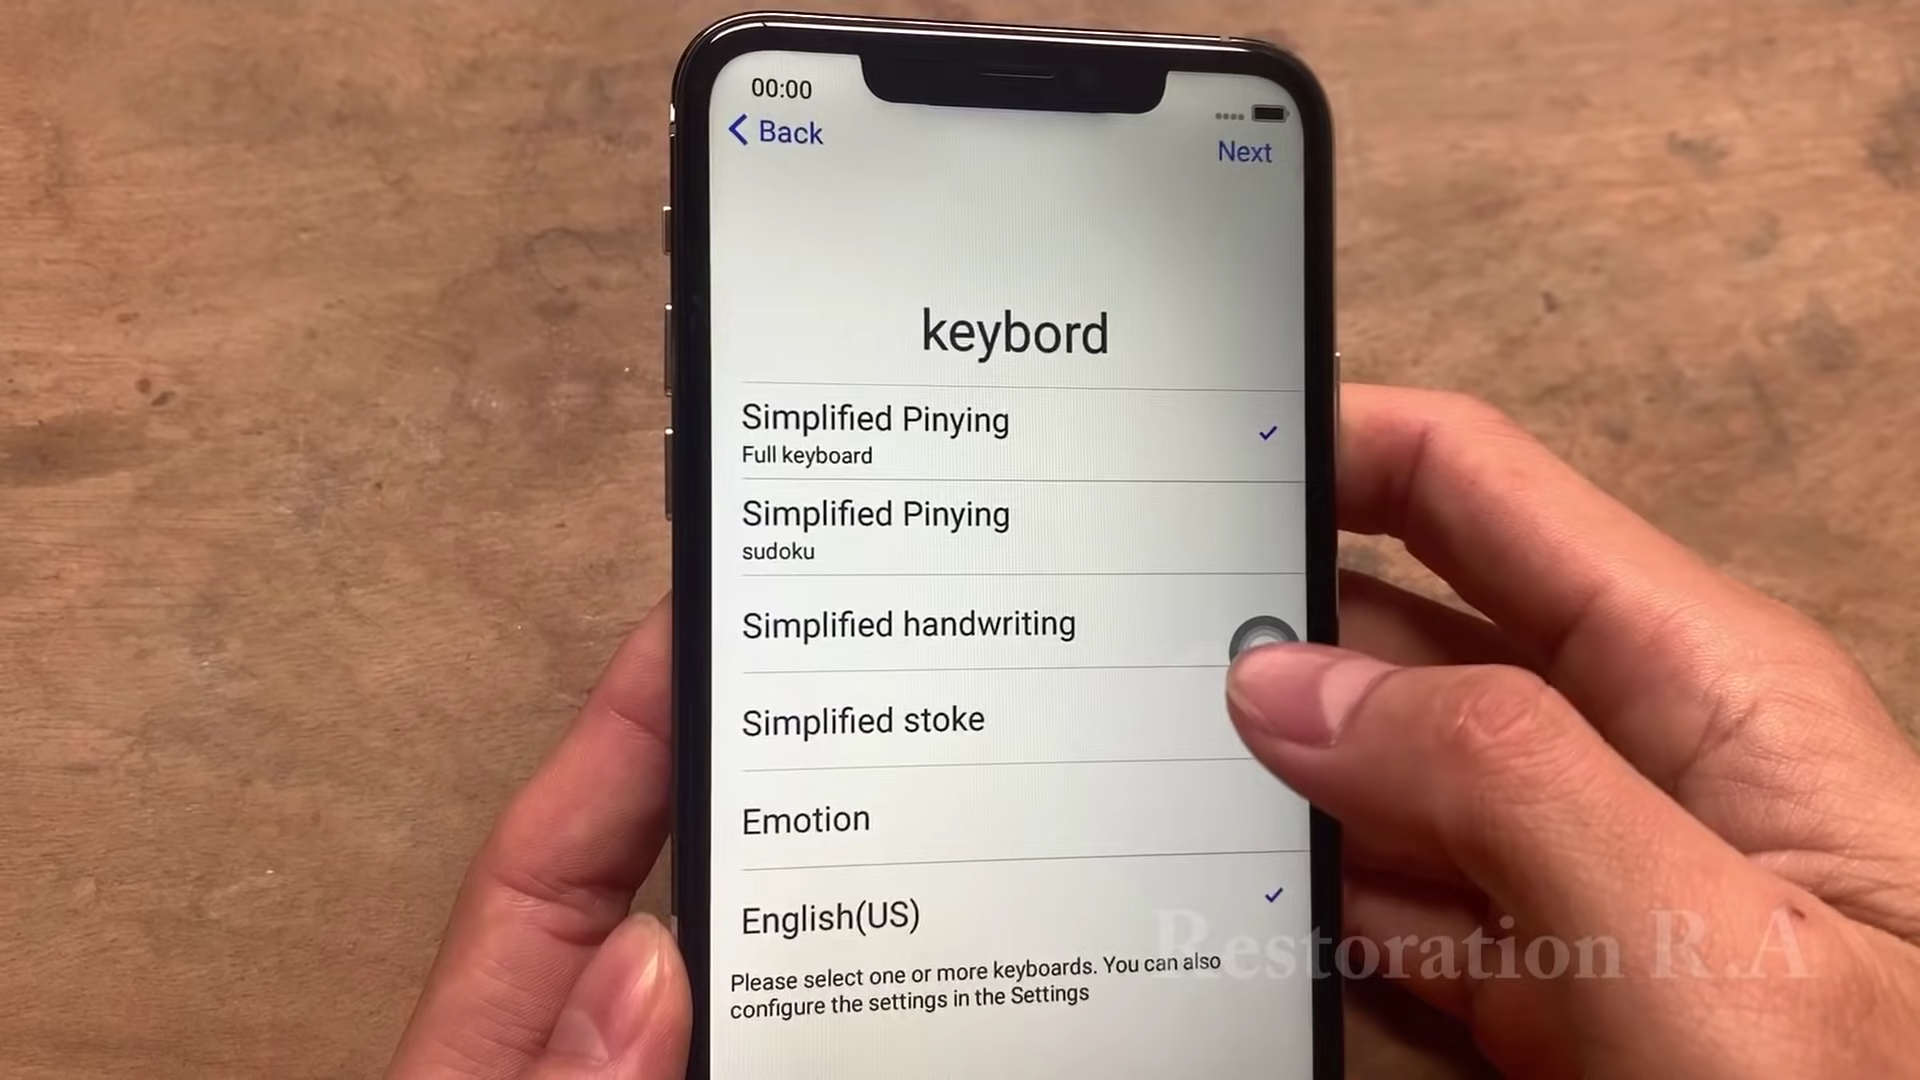 00:00
Back
Next
keybord
Simplified Pinying
Full keyboard
Simplified Pinying
sudoku
Simplified handwriting
Simplified stoke
Emotion
English(US)
Please select one or more keyboards. You can also
configure the settings in the Settings
Restoration R.A